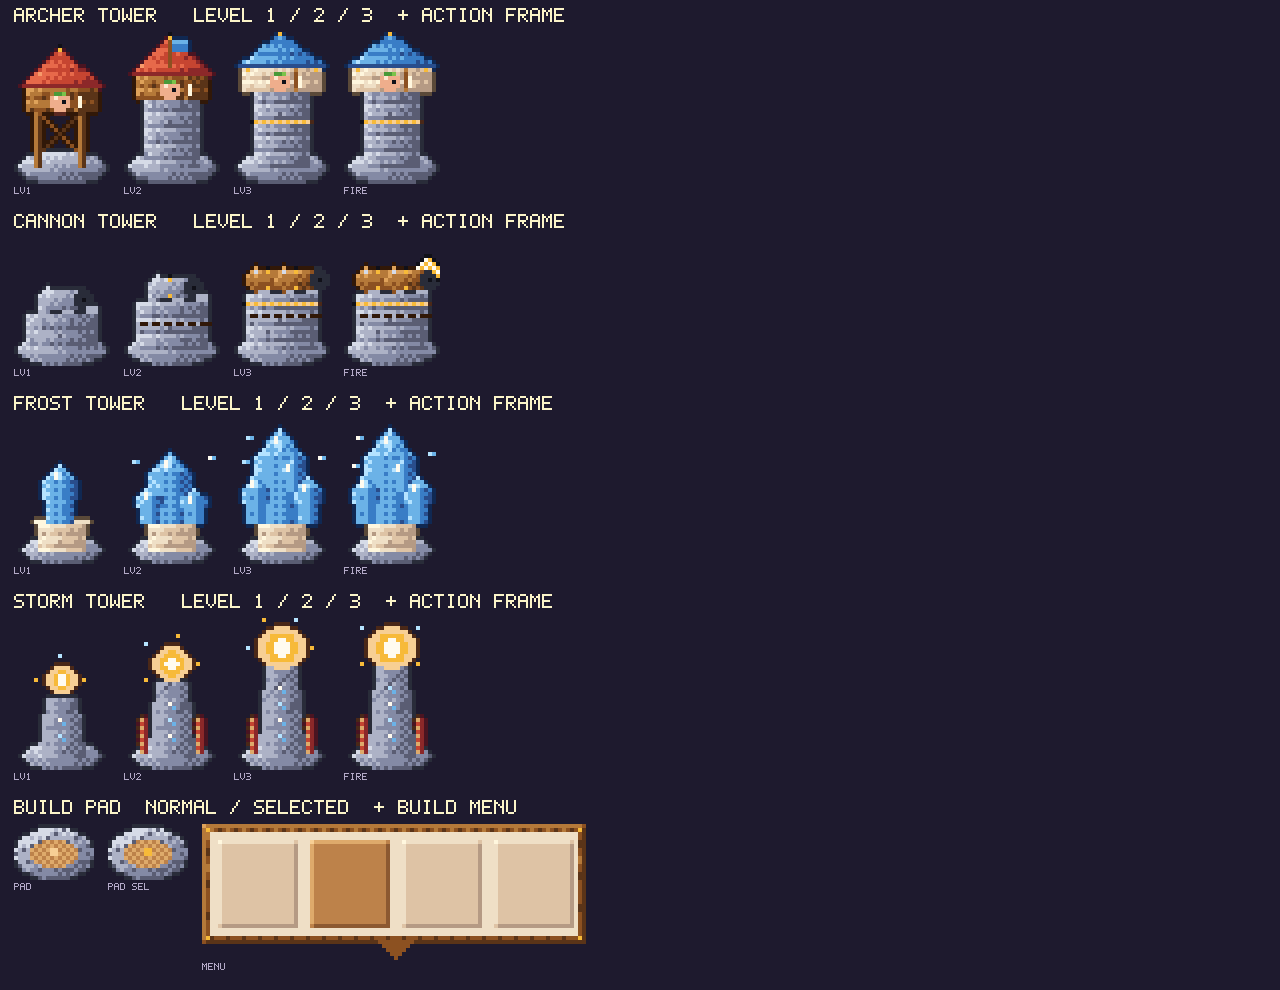 ARCHER TOWER   LEVEL 1 / 2 / 3  + ACTION FRAME
LV1 LV2 LV3 FIRE
CANNON TOWER   LEVEL 1 / 2 / 3  + ACTION FRAME
LV1 LV2 LV3 FIRE
FROST TOWER   LEVEL 1 / 2 / 3  + ACTION FRAME
LV1 LV2 LV3 FIRE
STORM TOWER   LEVEL 1 / 2 / 3  + ACTION FRAME
LV1 LV2 LV3 FIRE
BUILD PAD  NORMAL / SELECTED  + BUILD MENU
PAD PAD SEL
MENU